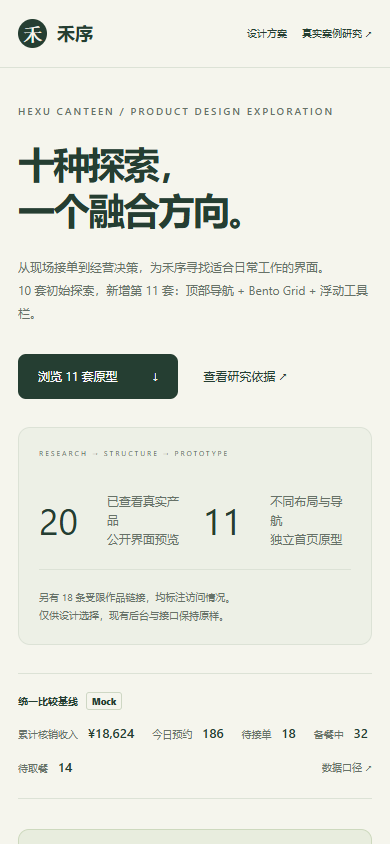 禾 禾序
设计方案 真实案例研究 ↗
HEXU CANTEEN / PRODUCT DESIGN EXPLORATION
十种探索，
一个融合方向。
从现场接单到经营决策，为禾序寻找适合日常工作的界面。
10 套初始探索，新增第 11 套：顶部导航 + Bento Grid + 浮动工具
栏。
浏览 11 套原型 ↓ 查看研究依据 ↗
RESEARCH → STRUCTURE → PROTOTYPE
20
已查看真实产
品
公开界面预览
11
不同布局与导
航
独立首页原型
另有 18 条受限作品链接，均标注访问情况。
仅供设计选择，现有后台与接口保持原样。
统一比较基线 Mock
累计核销收入 ¥18,624 今日预约 186 待接单 18 备餐中 32
待取餐 14 数据口径 ↗